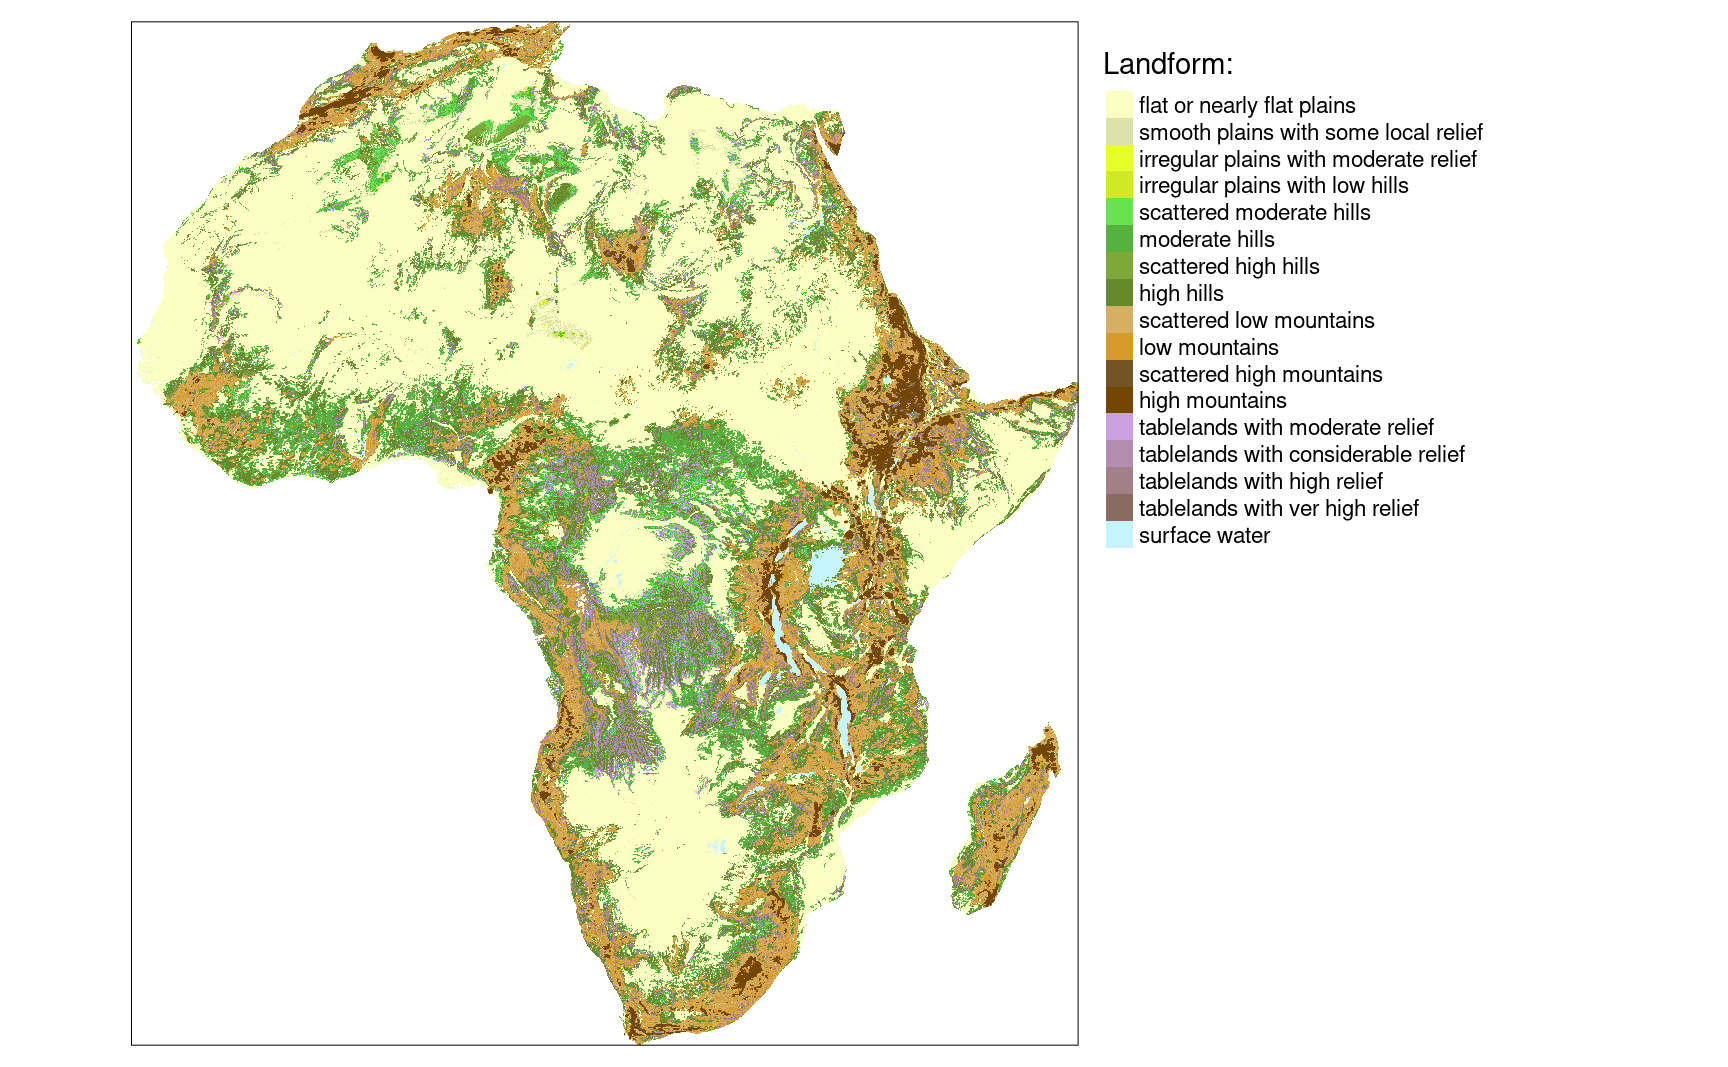 Landform:
flat or nearly flat plains
smooth plains with some local relief
irregular plains with moderate relief
irregular plains with low hills
scattered moderate hills
moderate hills
scattered high hills
high hills
scattered low mountains
low mountains
scattered high mountains
high mountains
tablelands with moderate relief
tablelands with considerable relief
tablelands with high relief
tablelands with ver high relief
surface water